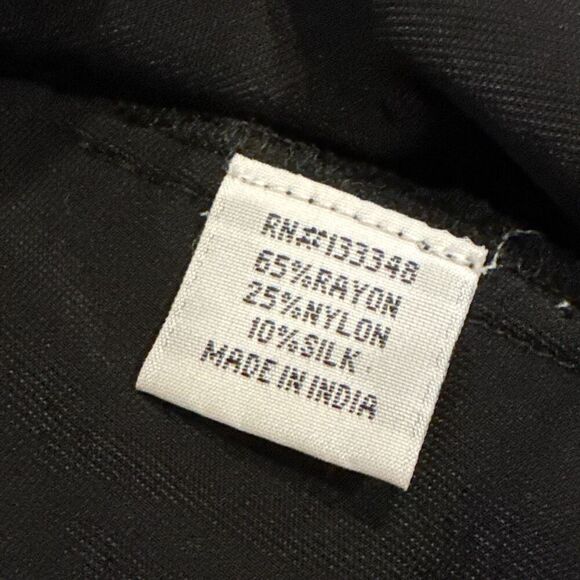 RN#133348
65%RAYON
25%NYLON
10%SILK.
MADE IN INDIA